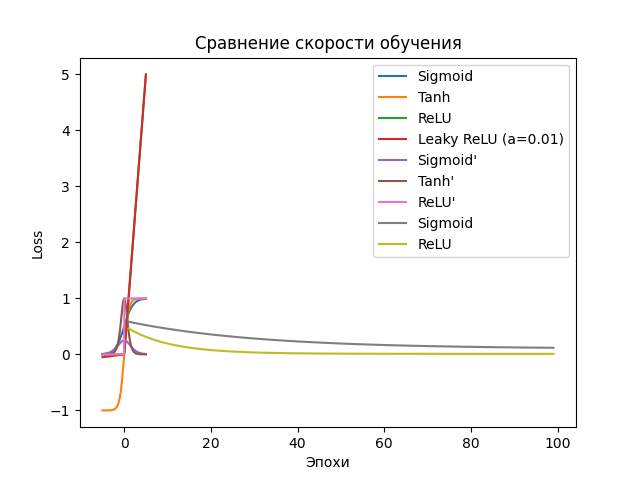 Сравнение скорости обучения
Loss
5
4
3
2
1
0
−1
Sigmoid
Tanh
ReLU
Leaky ReLU (a=0.01)
Sigmoid'
Tanh'
ReLU'
Sigmoid
ReLU
0 20 40 60 80 100
Эпохи